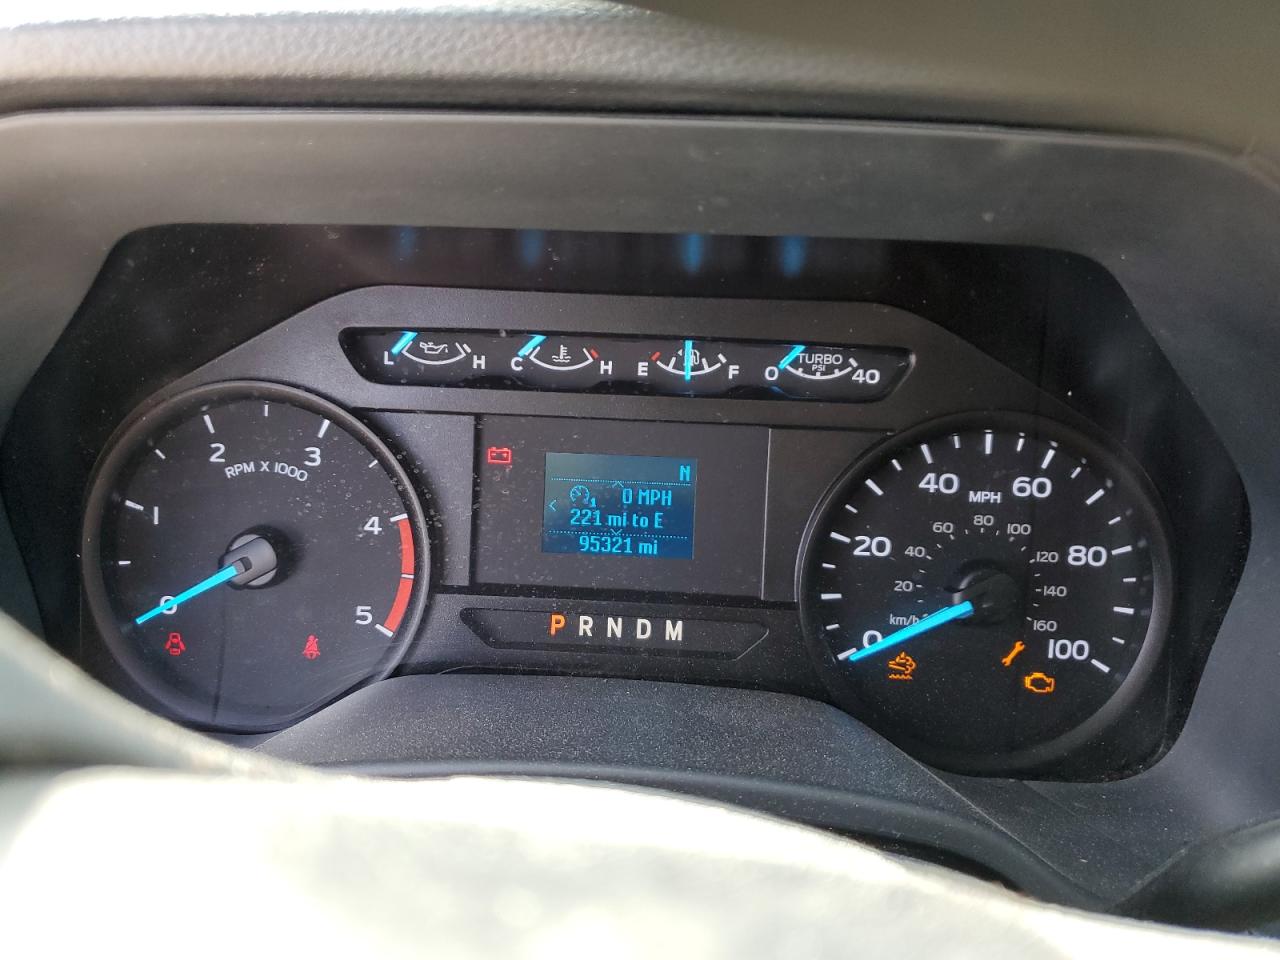 L H
C H
E F
0 TURBO PSI 40
0 1 2 3 4 5
RPM X 1000
N
0 MPH
221 mi to E
95321 mi
P R N D M
0 20 40 60 80 100
MPH
20 40 60 80 100 120 140 160
km/h